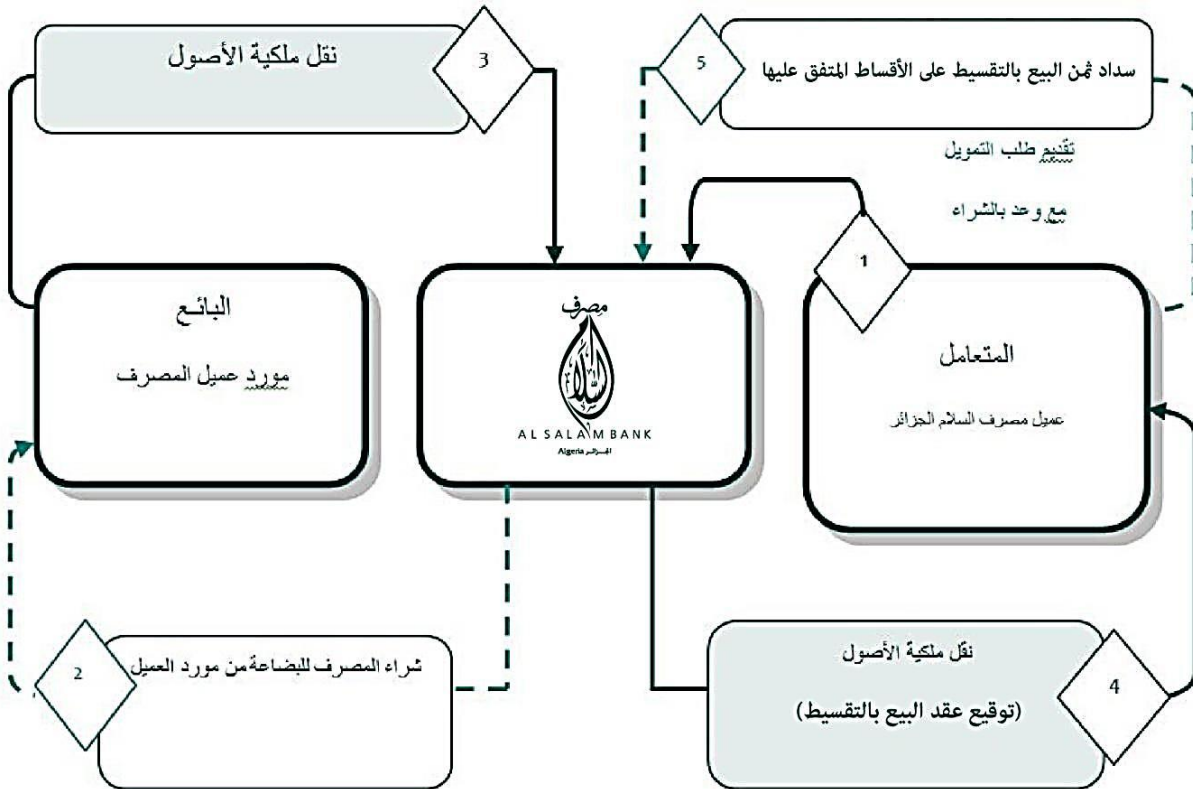 نقل ملكية الأصول
3
5
سداد ثمن البيع بالتقسيط على الأقساط المتفق عليها
تقديم طلب التمويل
مع وعد بالشراء
1
البائع
مورد عميل المصرف
مصرف
السلام
AL SALAM BANK
Algeria الجزائر
المتعامل
عميل مصرف السلام الجزائر
2
شراء المصرف للبضاعة من مورد العميل
نقل ملكية الأصول
(توقيع عقد البيع بالتقسيط)
4